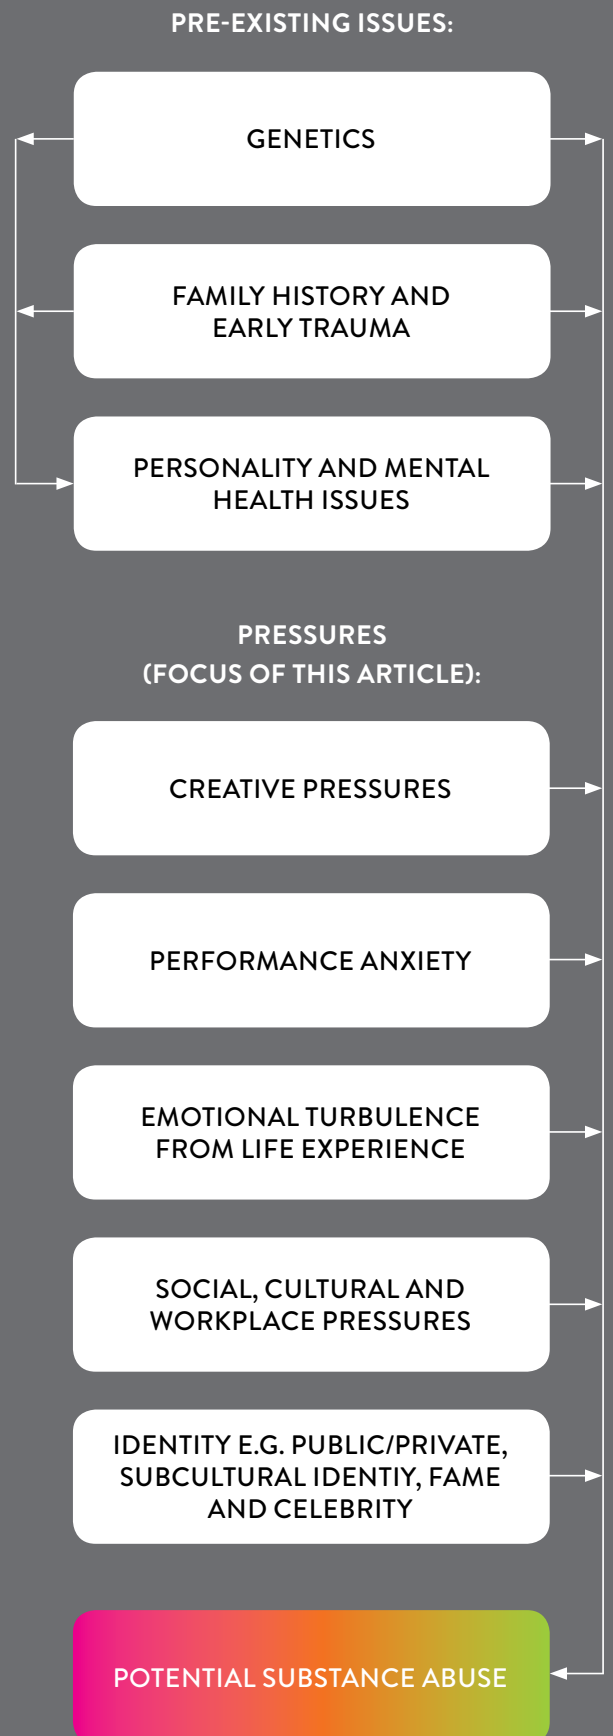 PRE-EXISTING ISSUES:
GENETICS
FAMILY HISTORY AND
EARLY TRAUMA
PERSONALITY AND MENTAL
HEALTH ISSUES
PRESSURES
(FOCUS OF THIS ARTICLE):
CREATIVE PRESSURES
PERFORMANCE ANXIETY
EMOTIONAL TURBULENCE
FROM LIFE EXPERIENCE
SOCIAL, CULTURAL AND
WORKPLACE PRESSURES
IDENTITY E.G. PUBLIC/PRIVATE,
SUBCULTURAL IDENTIY, FAME
AND CELEBRITY
POTENTIAL SUBSTANCE ABUSE